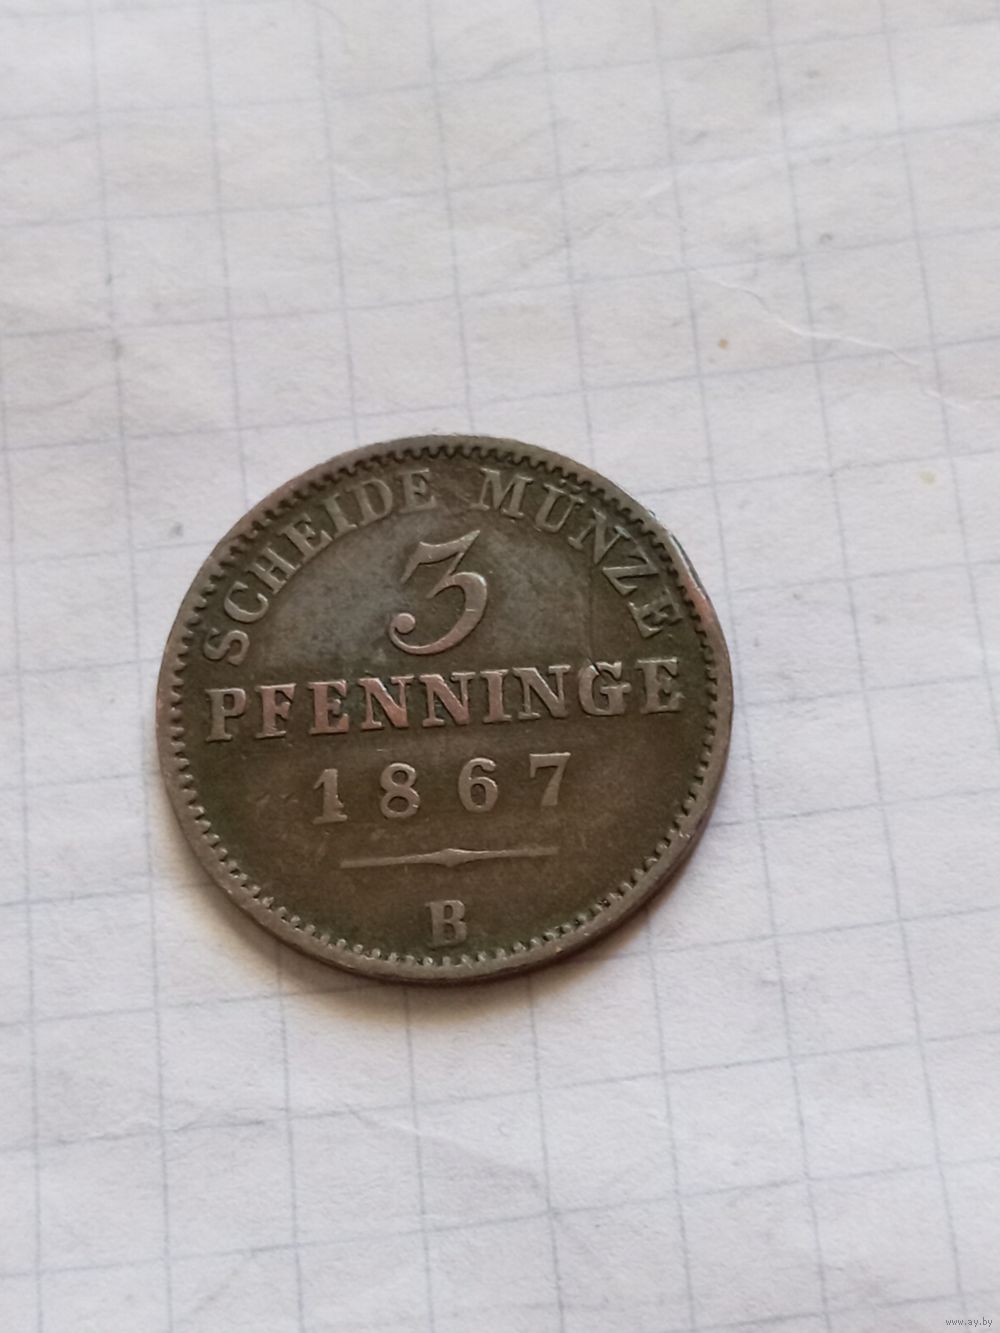 SCHEIDE MÜNZE
3
PFENNINGE
1867
B
www.ay.by